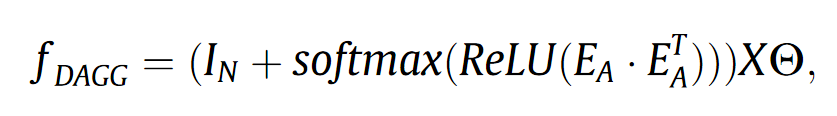 f_{DAGG} = (I_N + softmax(ReLU(E_A · E_A^T)))XΘ,